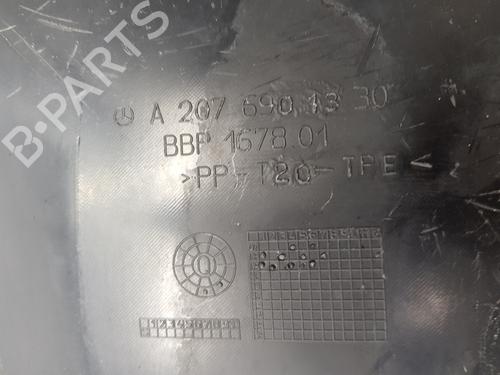 B-PARTS
A 207 690 13 30
BBP 1678 01
>PP-T20-TPE<
Q